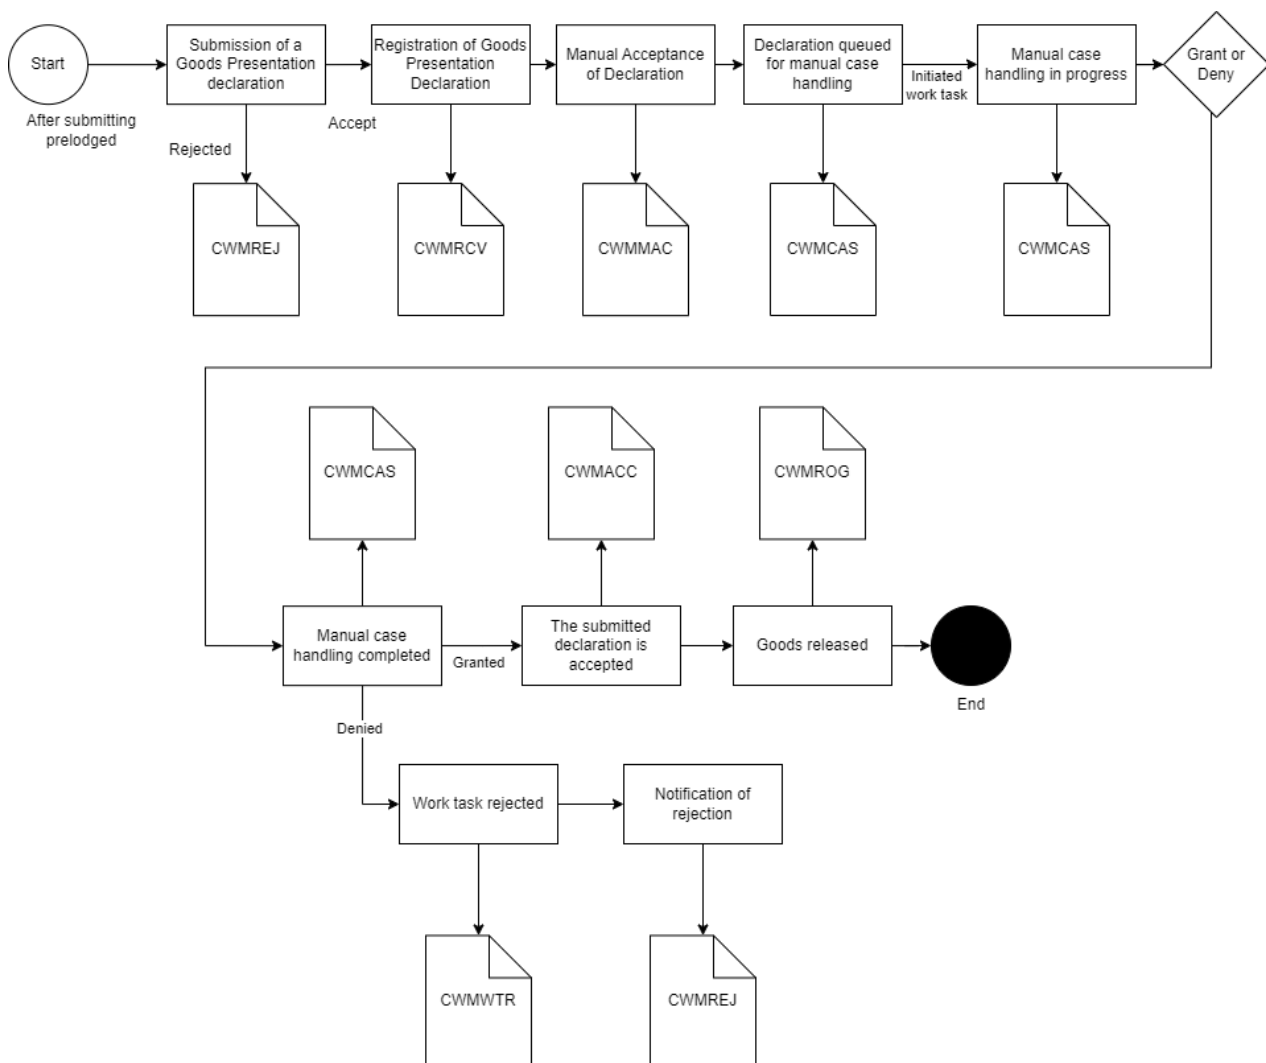 Start
After submitting
prelodged
Submission of a
Goods Presentation
declaration
Rejected
CWMREJ
Accept
Registration of Goods
Presentation
Declaration
CWMRCV
Manual Acceptance
of Declaration
CWMMAC
Declaration queued
for manual case
handling
CWMCAS
Initiated
work task
Manual case
handling in progress
CWMCAS
Grant or
Deny
CWMCAS
CWMACC
CWMROG
Manual case
handling completed
Granted
The submitted
declaration is
accepted
Goods released
End
Denied
Work task rejected
Notification of
rejection
CWMWTR
CWMREJ